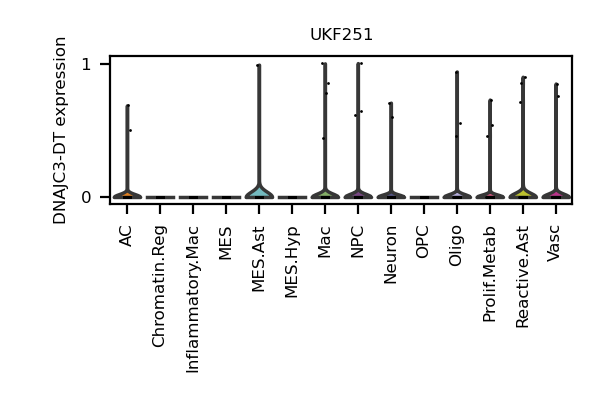 UKF251
DNAJC3-DT expression
1
0
AC
Chromatin.Reg
Inflammatory.Mac
MES
MES.Ast
MES.Hyp
Mac
NPC
Neuron
OPC
Oligo
Prolif.Metab
Reactive.Ast
Vasc